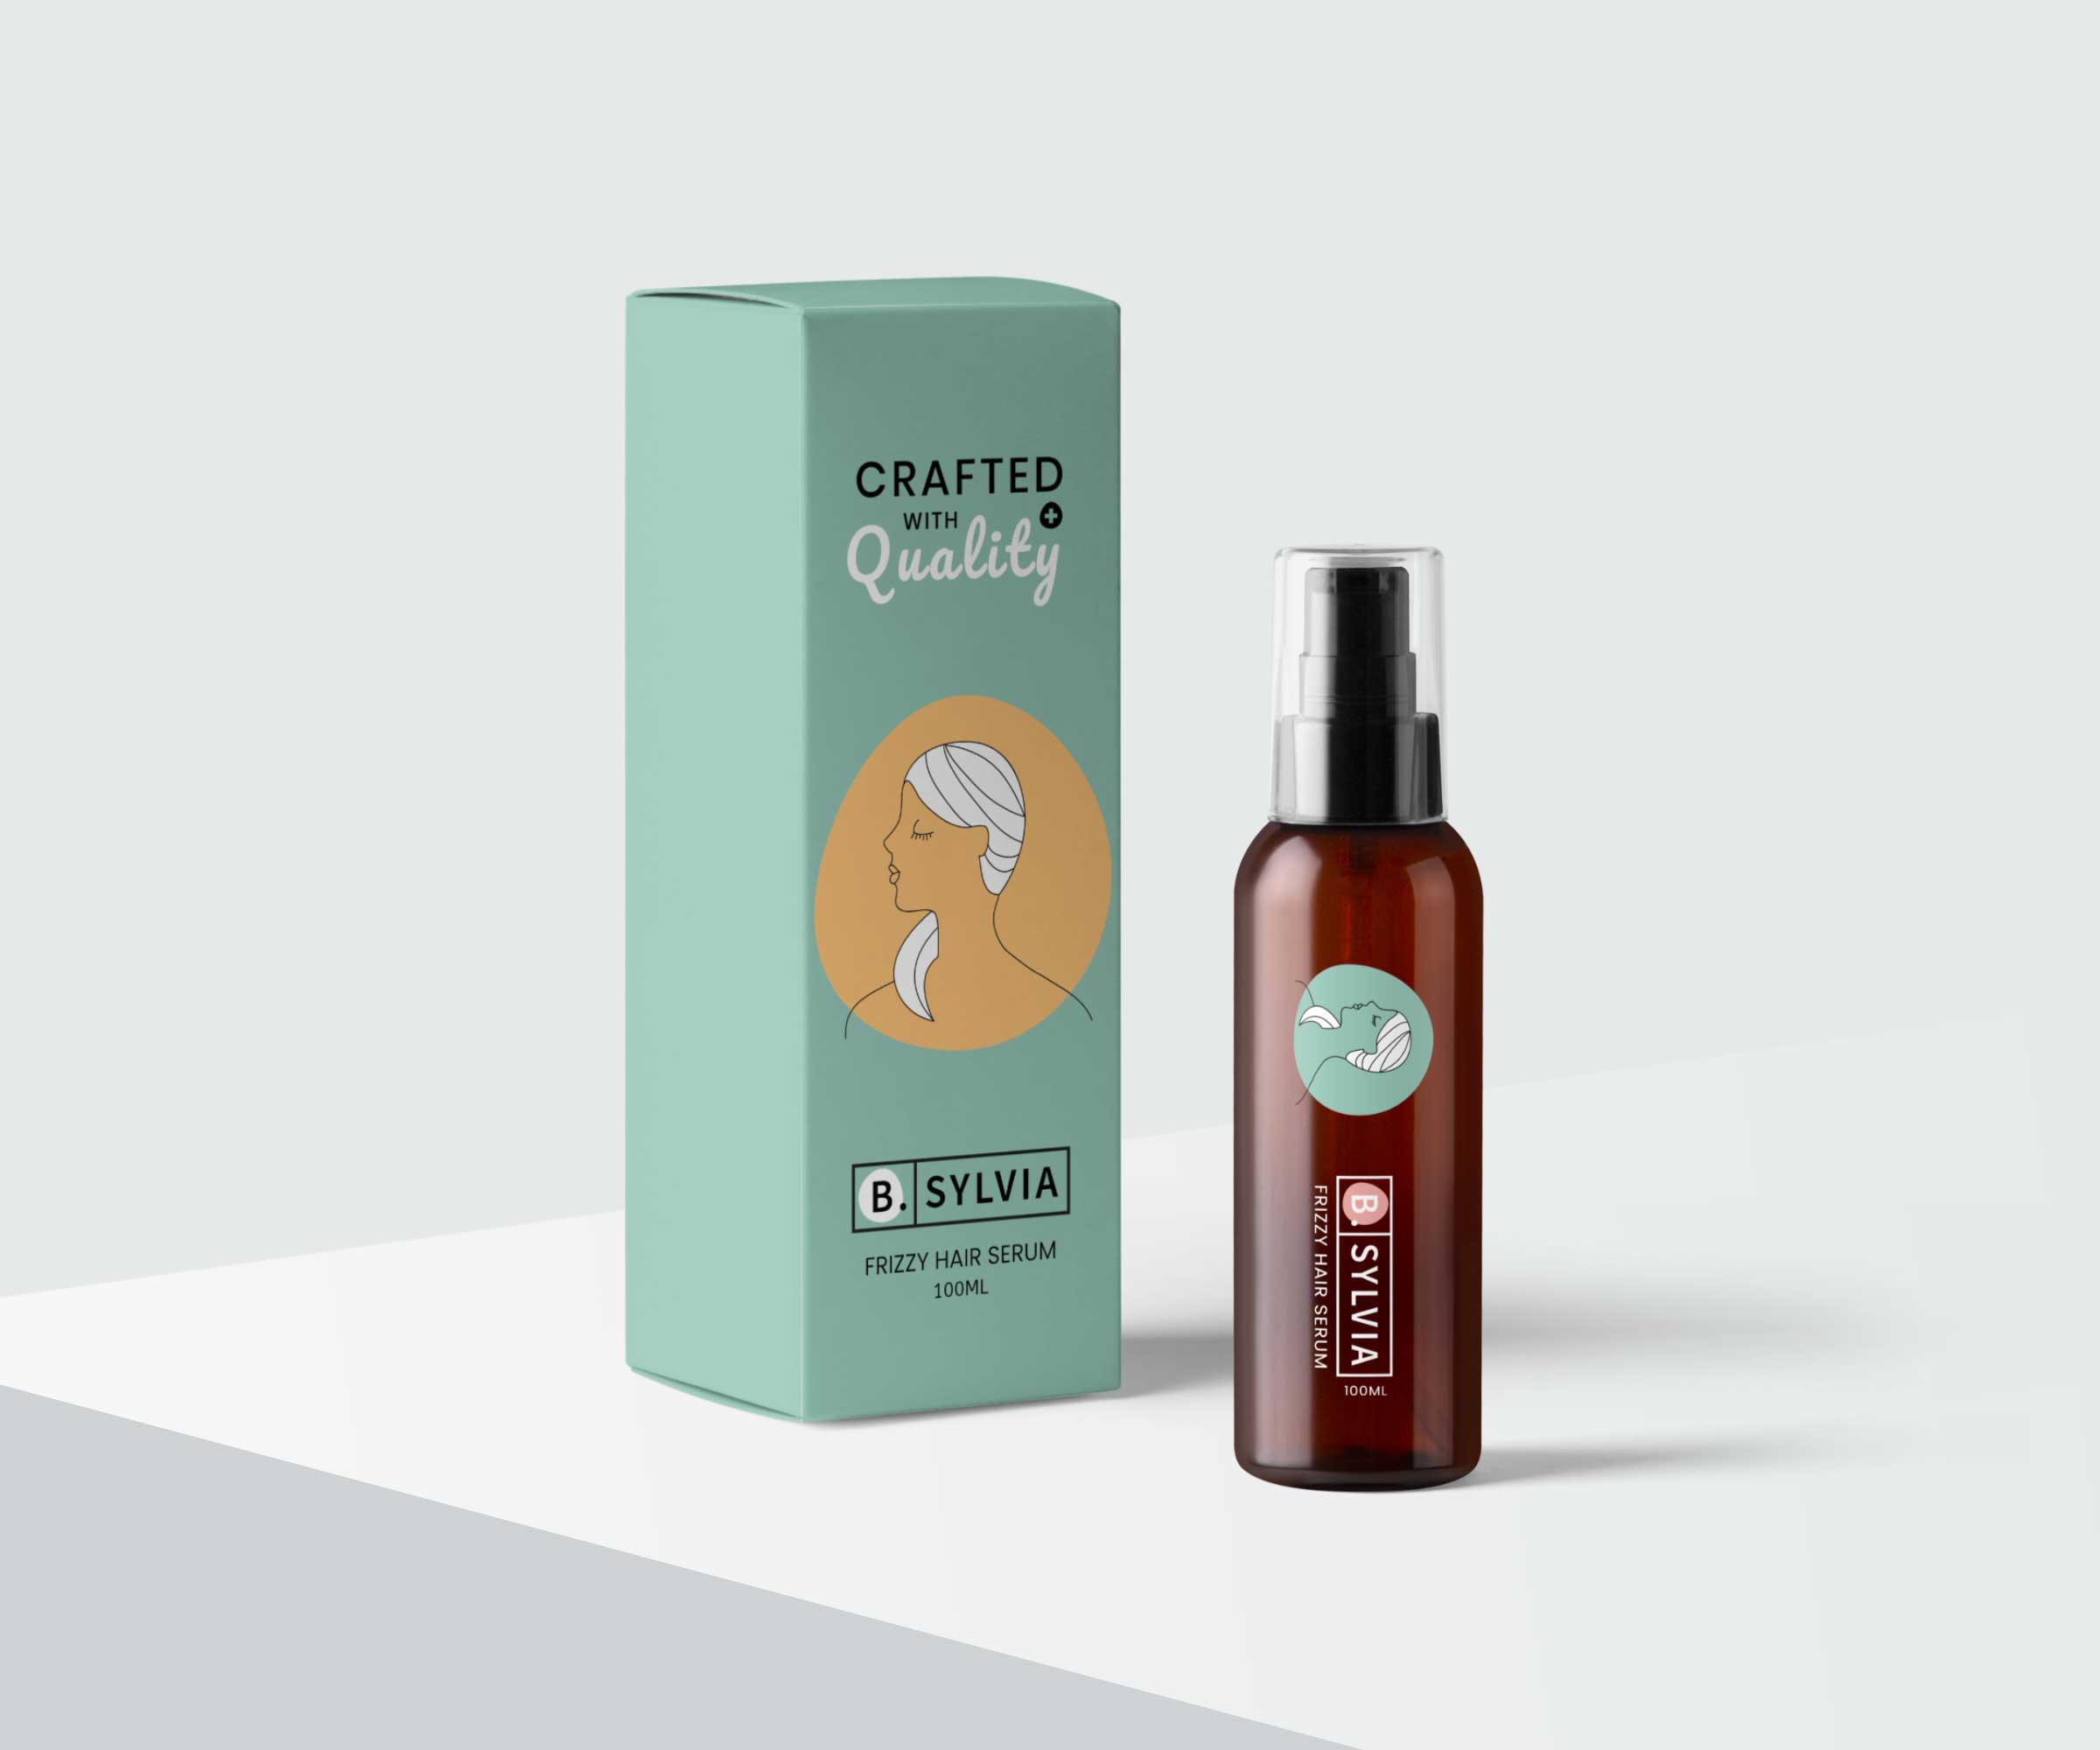 CRAFTED
WITH
Quality
B. SYLVIA
FRIZZY HAIR SERUM
100ML
B. SYLVIA
FRIZZY HAIR SERUM
100ML